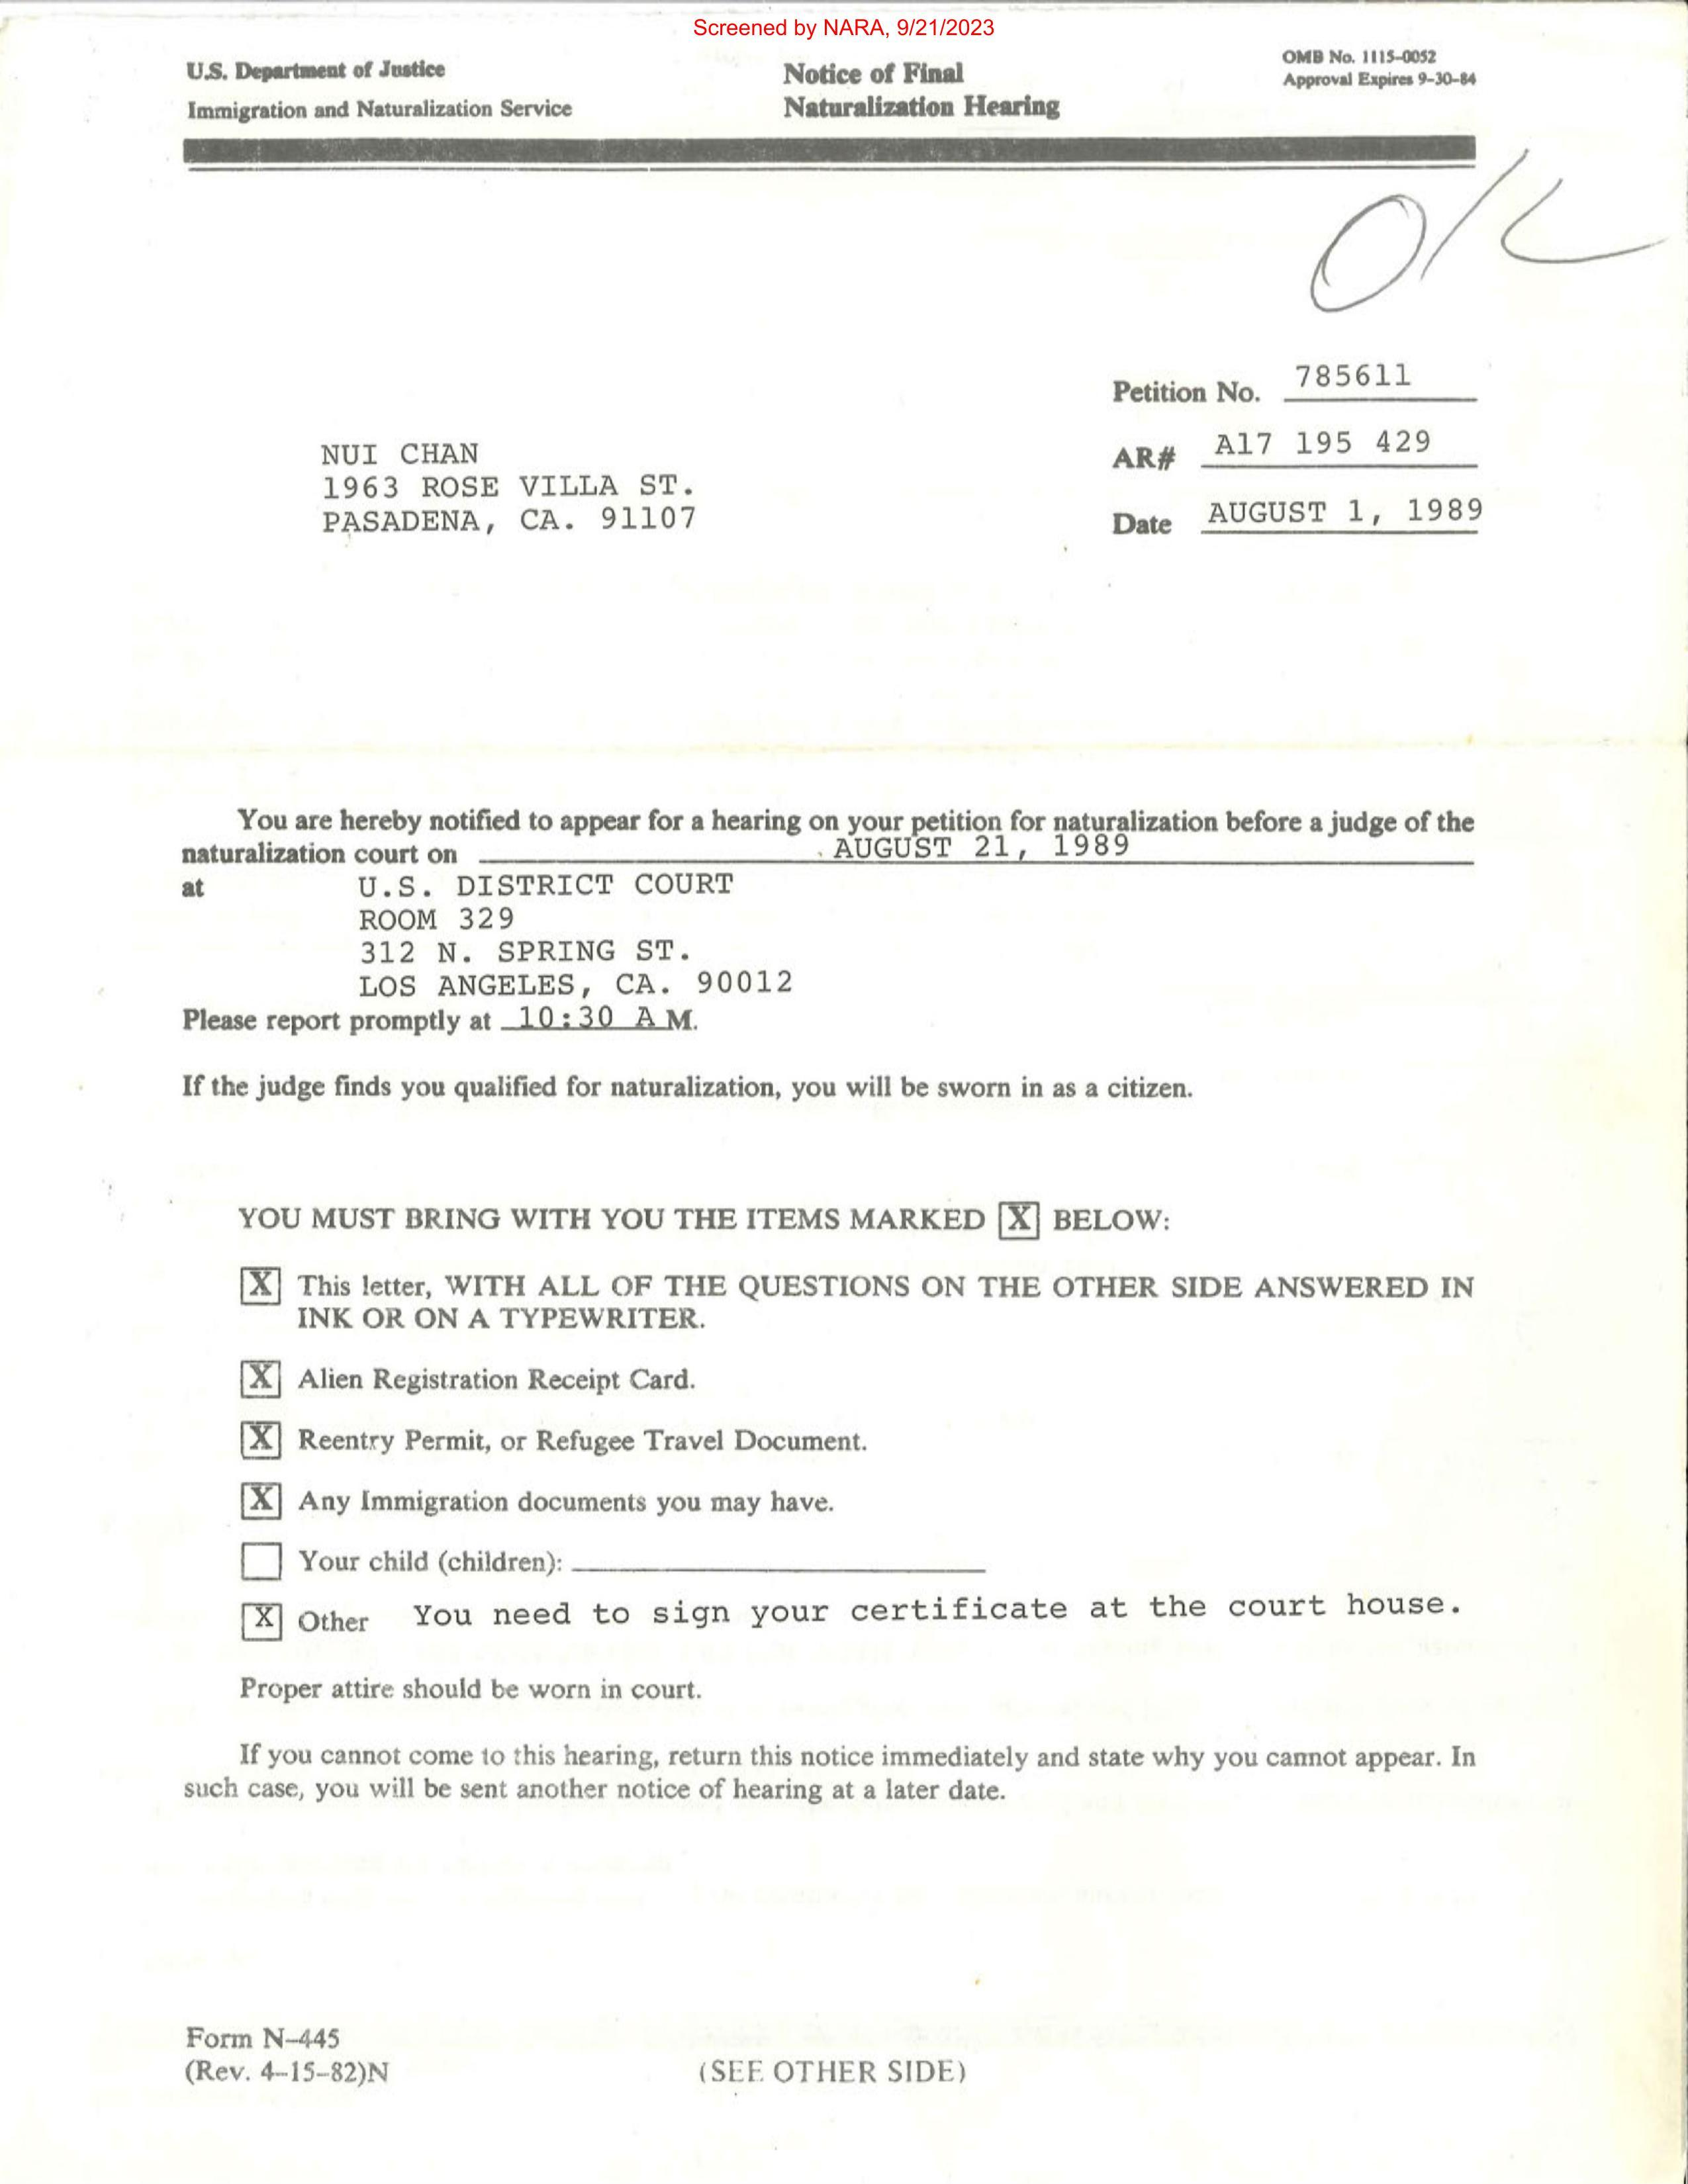 Screened by NARA, 9/21/2023
U.S. Department of Justice
Immigration and Naturalization Service
Notice of Final
Naturalization Hearing
OMB No. 1115-0052
Approval Expires 9-30-84
OK
Petition No. 785611
AR# A17 195 429
Date AUGUST 1, 1989
NUI CHAN
1963 ROSE VILLA ST.
PASADENA, CA. 91107
You are hereby notified to appear for a hearing on your petition for naturalization before a judge of the
naturalization court on AUGUST 21, 1989
at U.S. DISTRICT COURT
ROOM 329
312 N. SPRING ST.
LOS ANGELES, CA. 90012
Please report promptly at 10:30 A M.
If the judge finds you qualified for naturalization, you will be sworn in as a citizen.
YOU MUST BRING WITH YOU THE ITEMS MARKED X BELOW:
X This letter, WITH ALL OF THE QUESTIONS ON THE OTHER SIDE ANSWERED IN
INK OR ON A TYPEWRITER.
X Alien Registration Receipt Card.
X Reentry Permit, or Refugee Travel Document.
X Any Immigration documents you may have.
Your child (children):
X Other You need to sign your certificate at the court house.
Proper attire should be worn in court.
If you cannot come to this hearing, return this notice immediately and state why you cannot appear. In
such case, you will be sent another notice of hearing at a later date.
Form N-445
(Rev. 4-15-82)N
(SEE OTHER SIDE)